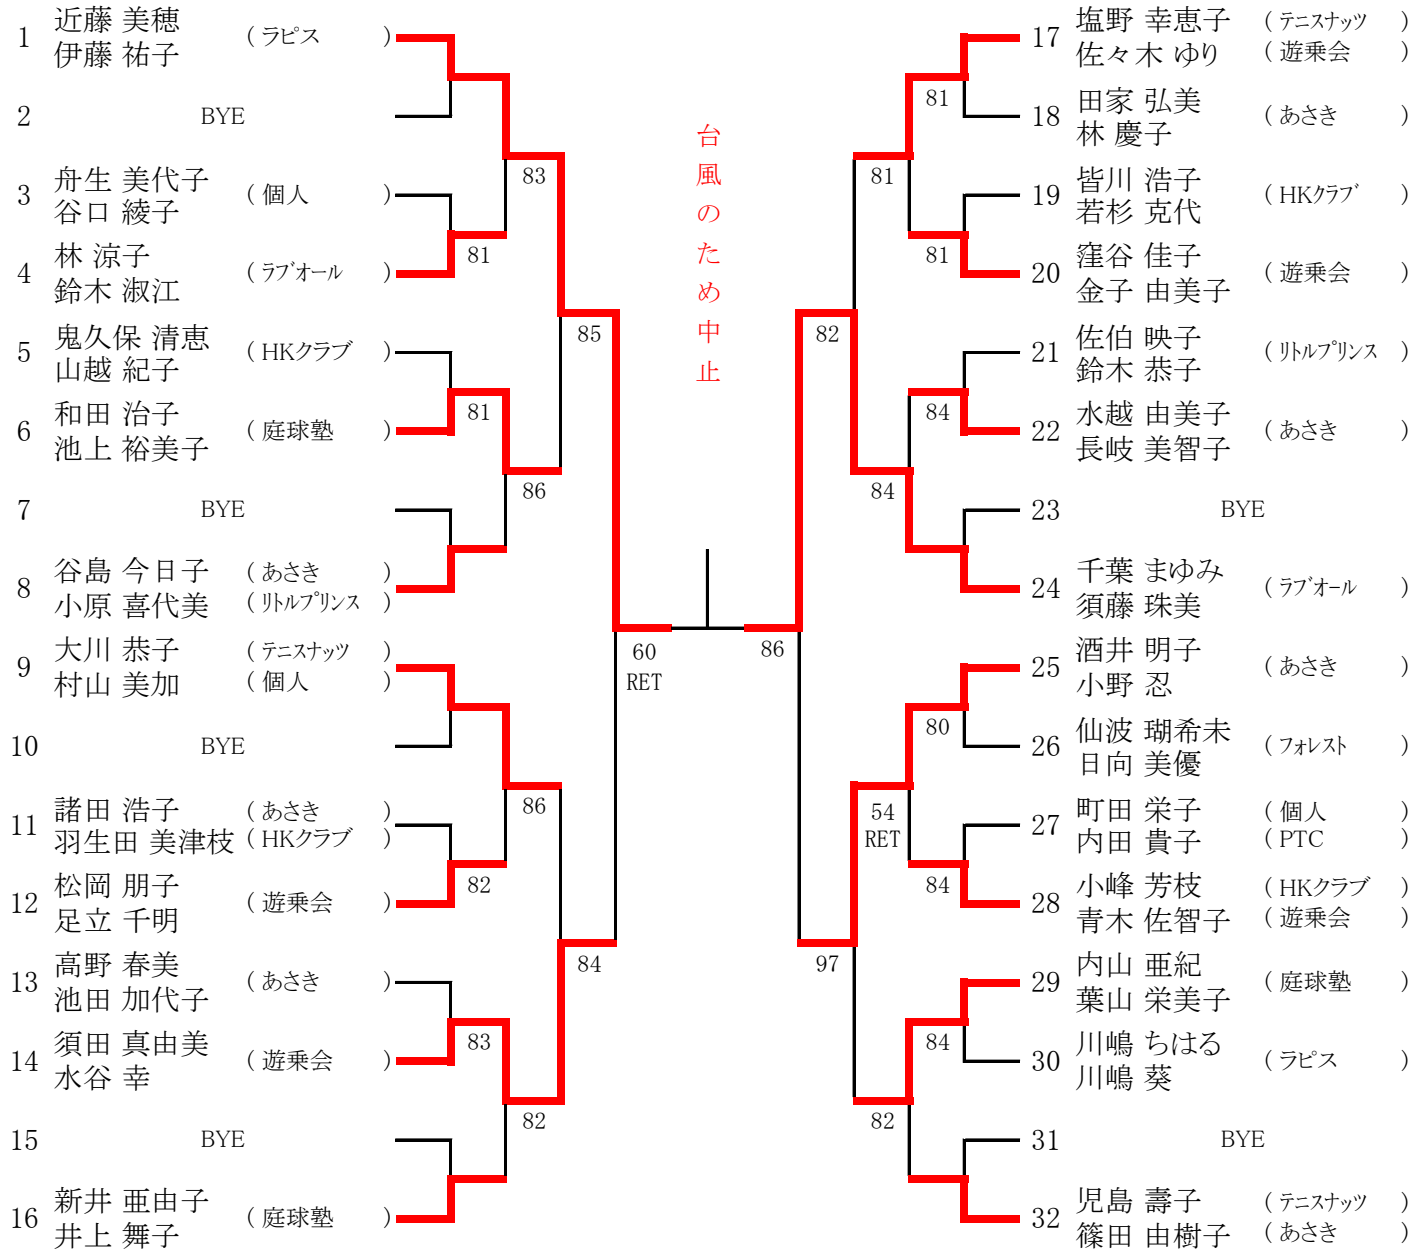 1 近藤 美穂 ( ラピス )
伊藤 祐子
2 BYE
83
3 舟生 美代子 ( 個人 )
谷口 綾子
81
4 林 涼子 ( ラブオール )
鈴木 淑江
85
5 鬼久保 清恵 ( HKクラブ )
山越 紀子
81
6 和田 治子 ( 庭球塾 )
池上 裕美子
86
7 BYE
8 谷島 今日子 ( あさき )
小原 喜代美 ( リトルプリンス )
60
RET
9 大川 恭子 ( テニスナッツ )
村山 美加 ( 個人 )
10 BYE
86
11 諸田 浩子 ( あさき )
羽生田 美津枝 ( HKクラブ )
82
12 松岡 朋子 ( 遊乗会 )
足立 千明
84
13 高野 春美 ( あさき )
池田 加代子
83
14 須田 真由美 ( 遊乗会 )
水谷 幸
82
15 BYE
16 新井 亜由子 ( 庭球塾 )
井上 舞子
台
風
の
た
め
中
止
17 塩野 幸恵子 ( テニスナッツ )
佐々木 ゆり ( 遊乗会 )
81
18 田家 弘美 ( あさき )
林 慶子
81
19 皆川 浩子 ( HKクラブ )
若杉 克代
81
20 窪谷 佳子 ( 遊乗会 )
金子 由美子
82
21 佐伯 映子 ( リトルプリンス )
鈴木 恭子
84
22 水越 由美子 ( あさき )
長岐 美智子
84
23 BYE
24 千葉 まゆみ ( ラブオール )
須藤 珠美
86
25 酒井 明子 ( あさき )
小野 忍
80
26 仙波 瑚希未 ( フォレスト )
日向 美優
54
RET
27 町田 栄子 ( 個人 )
内田 貴子 ( PTC )
84
28 小峰 芳枝 ( HKクラブ )
青木 佐智子 ( 遊乗会 )
97
29 内山 亜紀 ( 庭球塾 )
葉山 栄美子
84
30 川嶋 ちはる ( ラピス )
川嶋 葵
82
31 BYE
32 児島 壽子 ( テニスナッツ )
篠田 由樹子 ( あさき )